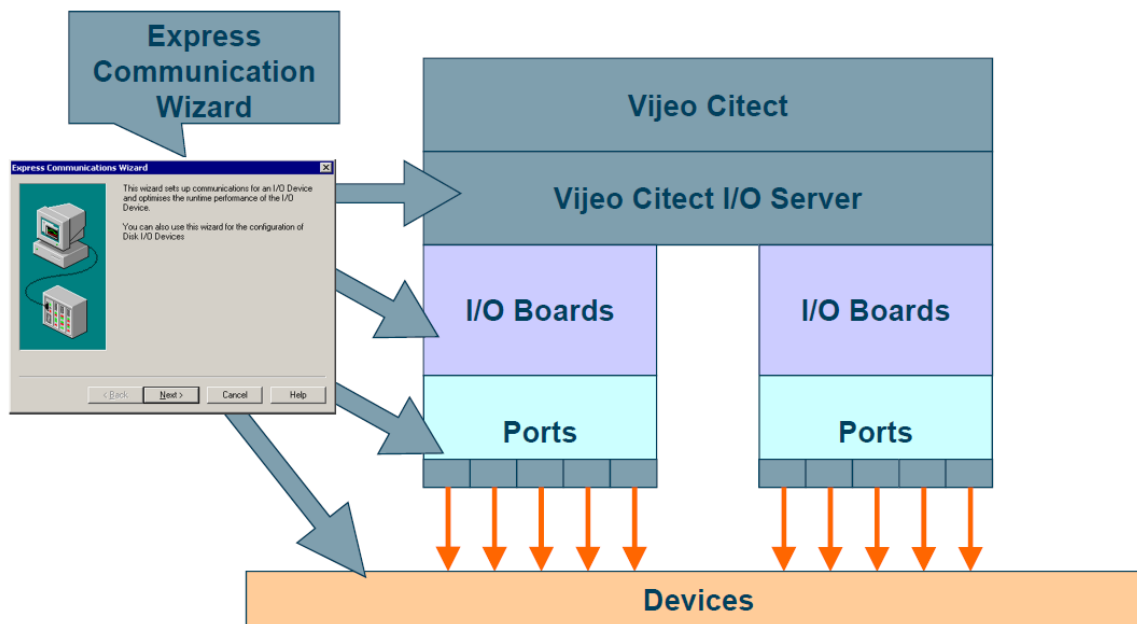 Express
Communication
Wizard
Express Communications Wizard
This wizard sets up communications for an I/O Device
and optimises the runtime performance of the I/O
Device.
You can also use this wizard for the configuration of
Disk I/O Devices
< Back
Next >
Cancel
Help
Vijeo Citect
Vijeo Citect I/O Server
I/O Boards
I/O Boards
Ports
Ports
Devices